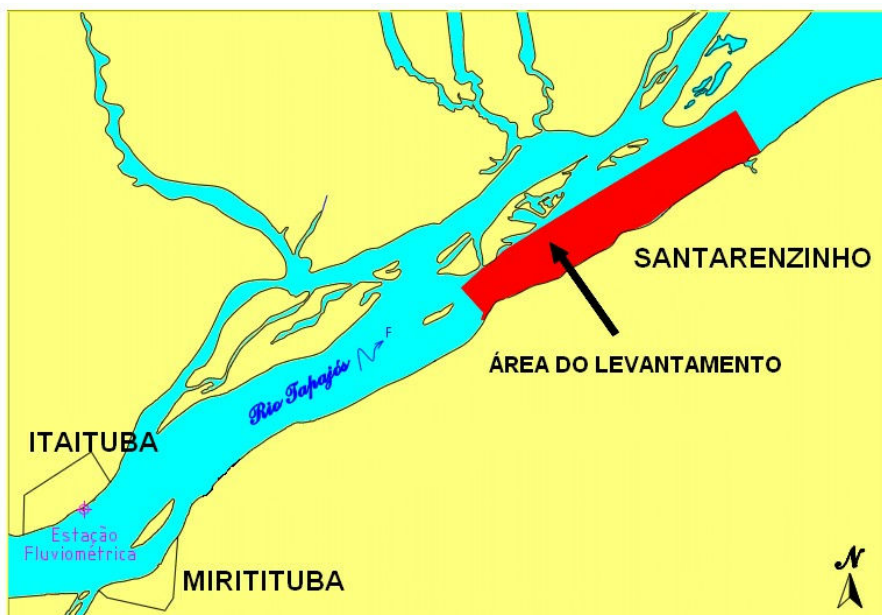 SANTARENZINHO
ÁREA DO LEVANTAMENTO
F
Rio Tapajós
ITAITUBA
Estação
Fluviométrica
MIRITITUBA
N